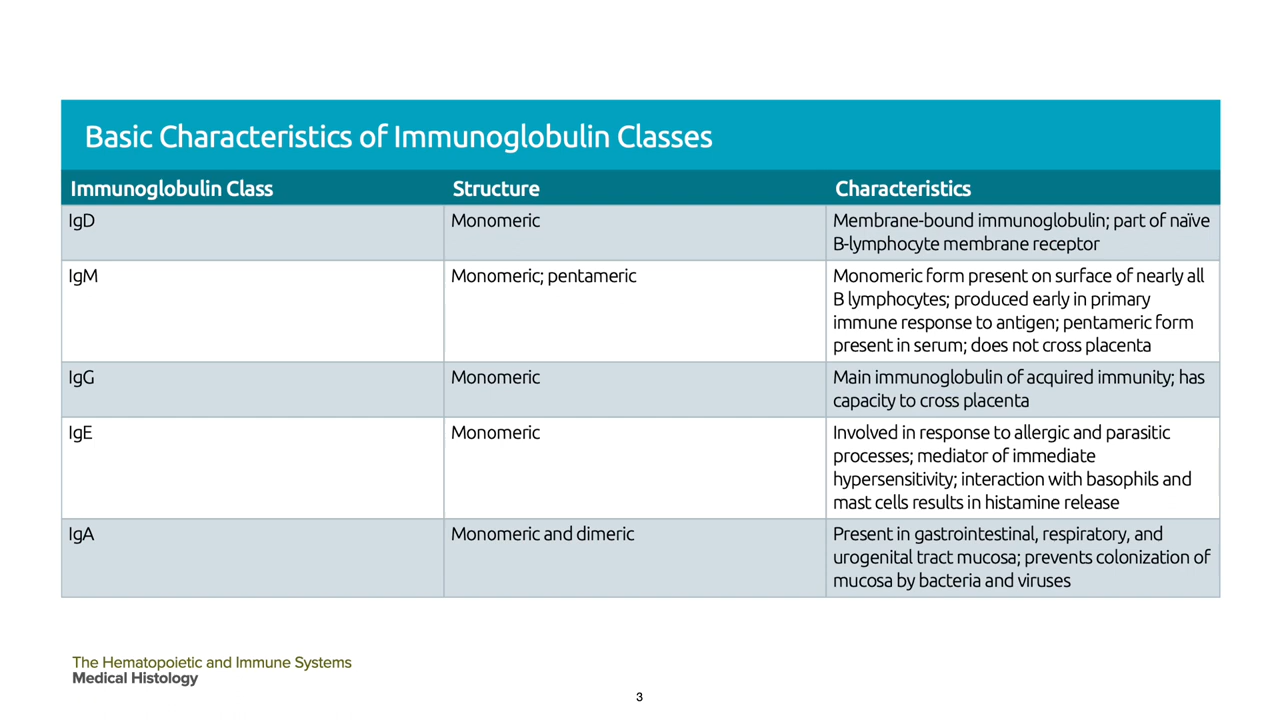 Basic Characteristics of Immunoglobulin Classes
Immunoglobulin Class
Structure
Characteristics
IgD
Monomeric
Membrane-bound immunoglobulin; part of naïve
B-lymphocyte membrane receptor
IgM
Monomeric; pentameric
Monomeric form present on surface of nearly all
B lymphocytes; produced early in primary
immune response to antigen; pentameric form
present in serum; does not cross placenta
IgG
Monomeric
Main immunoglobulin of acquired immunity; has
capacity to cross placenta
IgE
Monomeric
Involved in response to allergic and parasitic
processes; mediator of immediate
hypersensitivity; interaction with basophils and
mast cells results in histamine release
IgA
Monomeric and dimeric
Present in gastrointestinal, respiratory, and
urogenital tract mucosa; prevents colonization of
mucosa by bacteria and viruses
The Hematopoietic and Immune Systems
Medical Histology
3